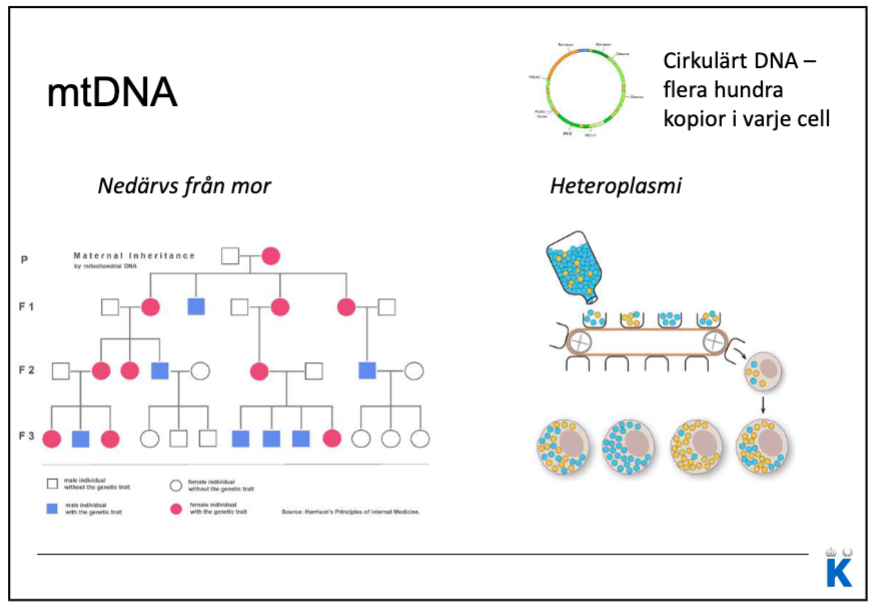 mtDNA
Cirkulärt DNA –
flera hundra
kopior i varje cell
Nedärvs från mor
Heteroplasmi
P
Maternal Inheritance
by mitochondrial DNA
F 1
F 2
F 3
male individual
without the genetic trait
female individual
without the genetic trait
male individual
with the genetic trait
female individual
with the genetic trait
Source: Harrison's Principles of Internal Medicine.
K